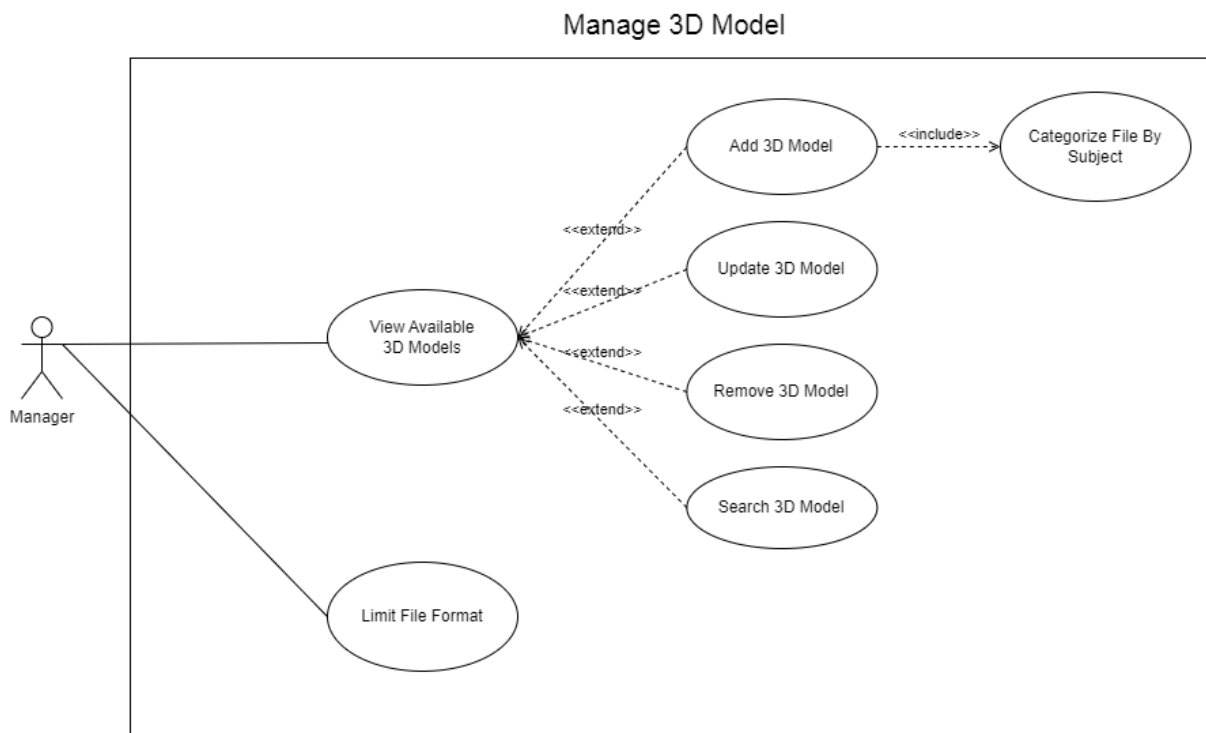 Manage 3D Model
Add 3D Model
<<include>>
Categorize File By
Subject
<<extend>>
Update 3D Model
<<extend>>
View Available
3D Models
<<extend>>
Remove 3D Model
<<extend>>
Manager
Search 3D Model
Limit File Format